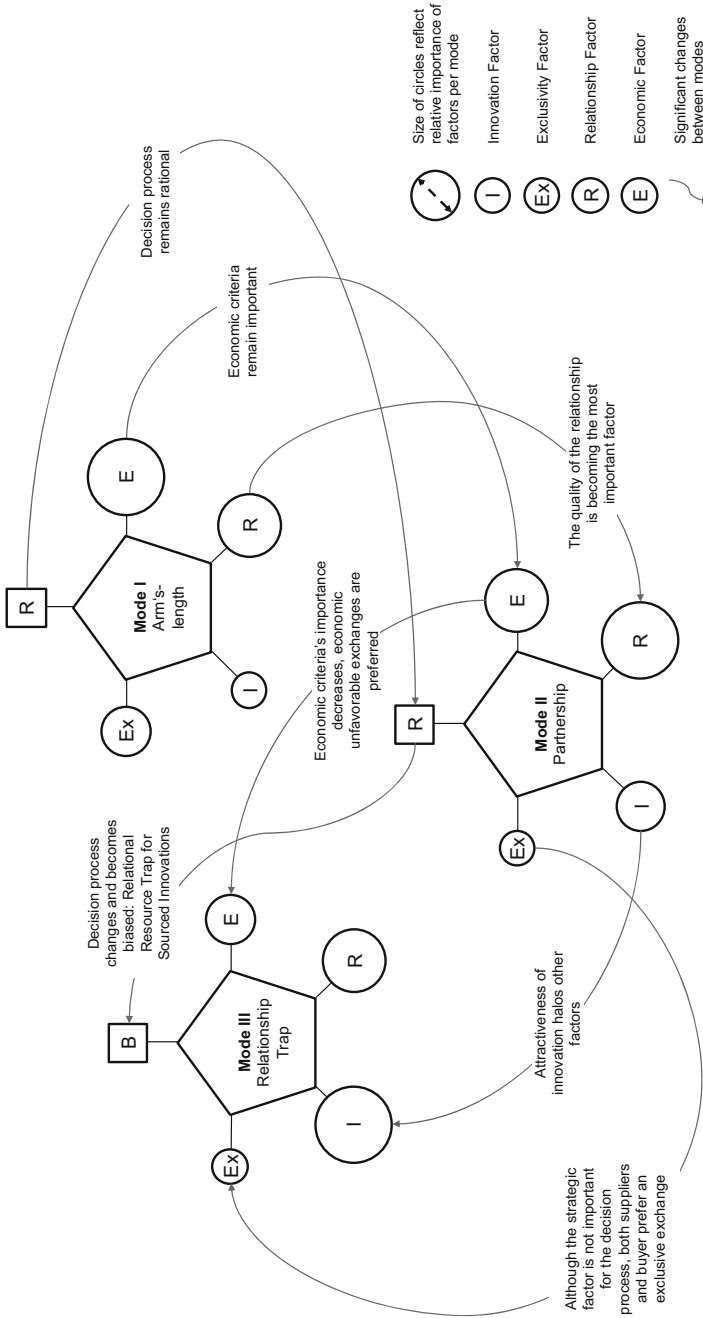 R
Mode I
Arm's-
length
Ex
E
I
R
Decision process
remains rational
Economic criteria
remain important
The quality of the relationship
is becoming the most
important factor
R
Mode II
Partnership
Ex
E
I
R
Economic criteria's importance
decreases, economic
unfavorable exchanges are
preferred
Decision process
changes and becomes
biased: Relational
Resource Trap for
Sourced Innovations
B
Mode III
Relationship
Trap
Ex
E
I
R
Attractiveness of
innovation halos other
factors
Although the strategic
factor is not important
for the decision
process, both suppliers
and buyer prefer an
exclusive exchange
Size of circles reflect
relative importance of
factors per mode
I
Innovation Factor
Ex
Exclusivity Factor
R
Relationship Factor
E
Economic Factor
Significant changes
between modes